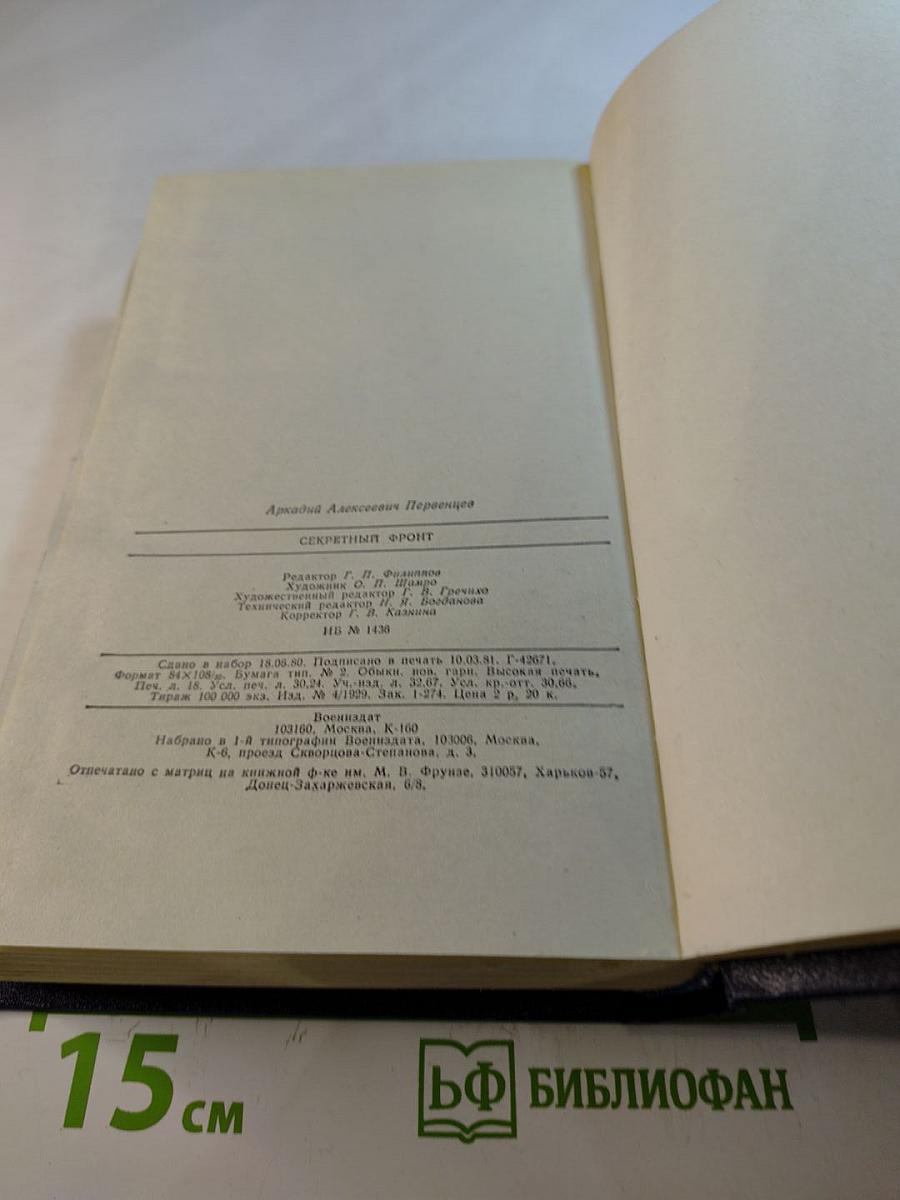 Аркадий Алексеевич Первенцев
СЕКРЕТНЫЙ ФРОНТ
Редактор Г. П. Филиппов
Художник О. П. Шамро
Художественный редактор Г. В. Гречихо
Технический редактор Н. Я. Богданова
Корректор Г. В. Казнина
ИБ № 1436
Сдано в набор 18.06.80. Подписано в печать 10.03.81. Г-42671.
Формат 84×108/32. Бумага тип. № 2. Обыкн. нов. гарн. Высокая печать.
Печ. л. 18. Усл. печ. л. 30,24. Уч.-изд. л. 32,67. Усл. кр.-отт. 30,66.
Тираж 100 000 экз. Изд. № 4/1929. Зак. 1-274. Цена 2 р. 20 к.
Воениздат
103160, Москва, К-160
Набрано в 1-й типографии Воениздата, 103006, Москва,
К-6, проезд Скворцова-Степанова, д. 3.
Отпечатано с матриц на книжной ф-ке им. М. В. Фрунзе, 310057, Харьков-57,
Донец-Захаржевская, 6/8.
15 см
БФ БИБЛИОФАН